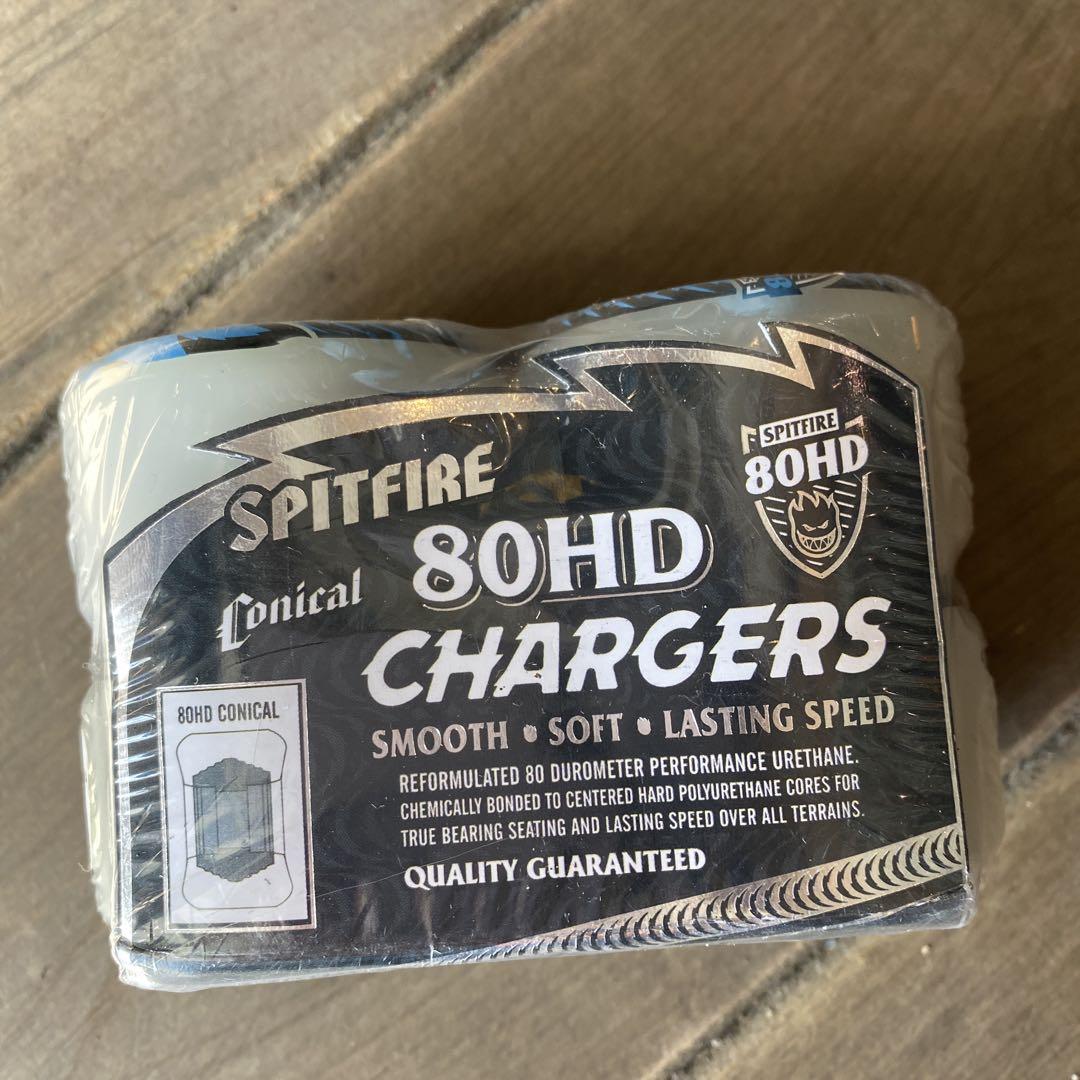 SPITFIRE
SPITFIRE
80HD
80HD
Conical
CHARGERS
80HD CONICAL
SMOOTH • SOFT • LASTING SPEED
REFORMULATED 80 DUROMETER PERFORMANCE URETHANE.
CHEMICALLY BONDED TO CENTERED HARD POLYURETHANE CORES FOR
TRUE BEARING SEATING AND LASTING SPEED OVER ALL TERRAINS.
QUALITY GUARANTEED